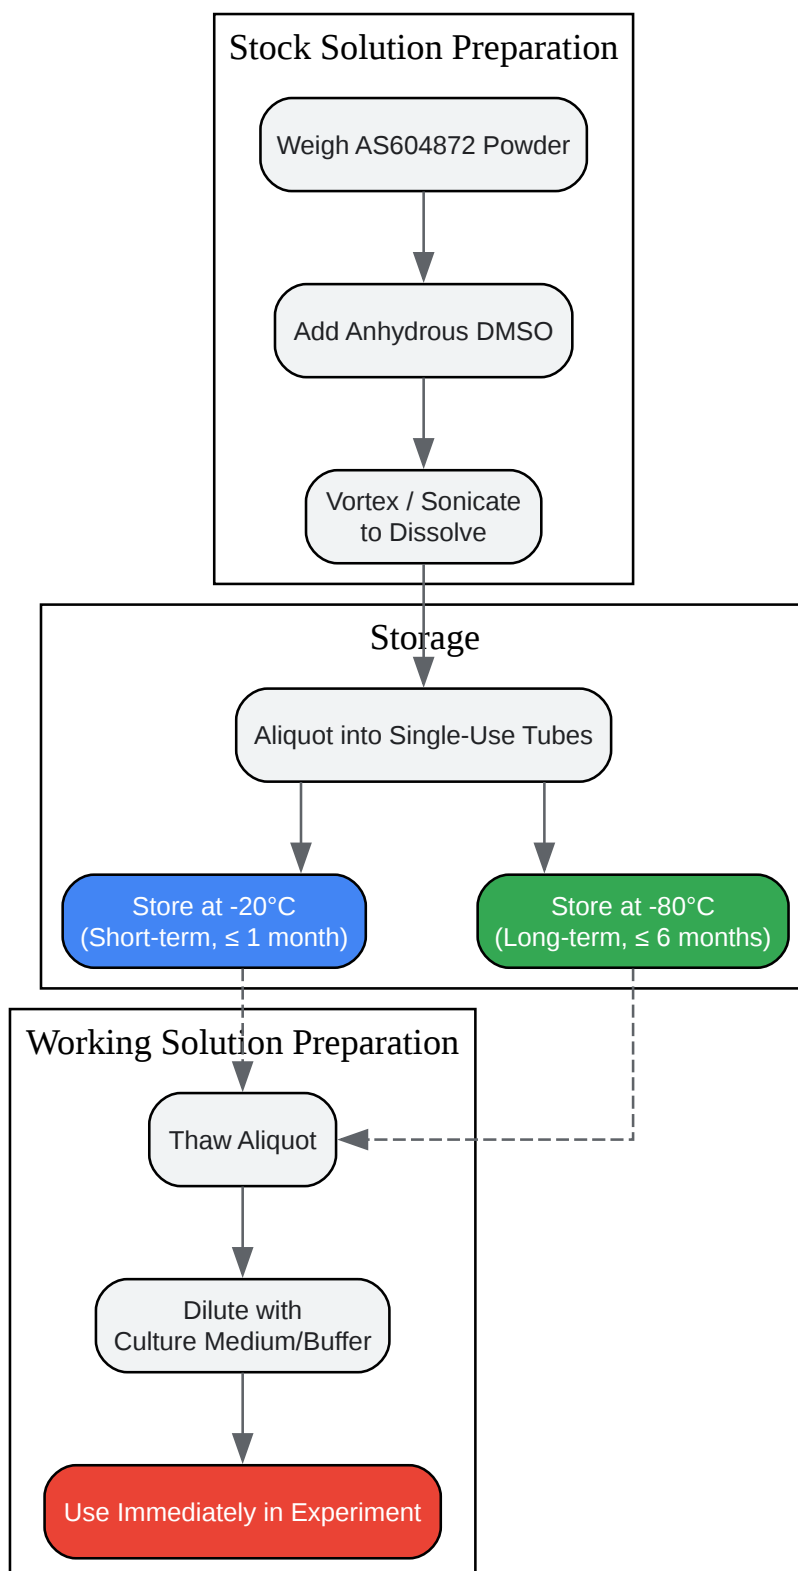 Stock Solution Preparation
Weigh AS604872 Powder
Add Anhydrous DMSO
Vortex / Sonicate
to Dissolve
Storage
Aliquot into Single-Use Tubes
Store at -20°C
(Short-term, ≤ 1 month)
Store at -80°C
(Long-term, ≤ 6 months)
Working Solution Preparation
Thaw Aliquot
Dilute with
Culture Medium/Buffer
Use Immediately in Experiment